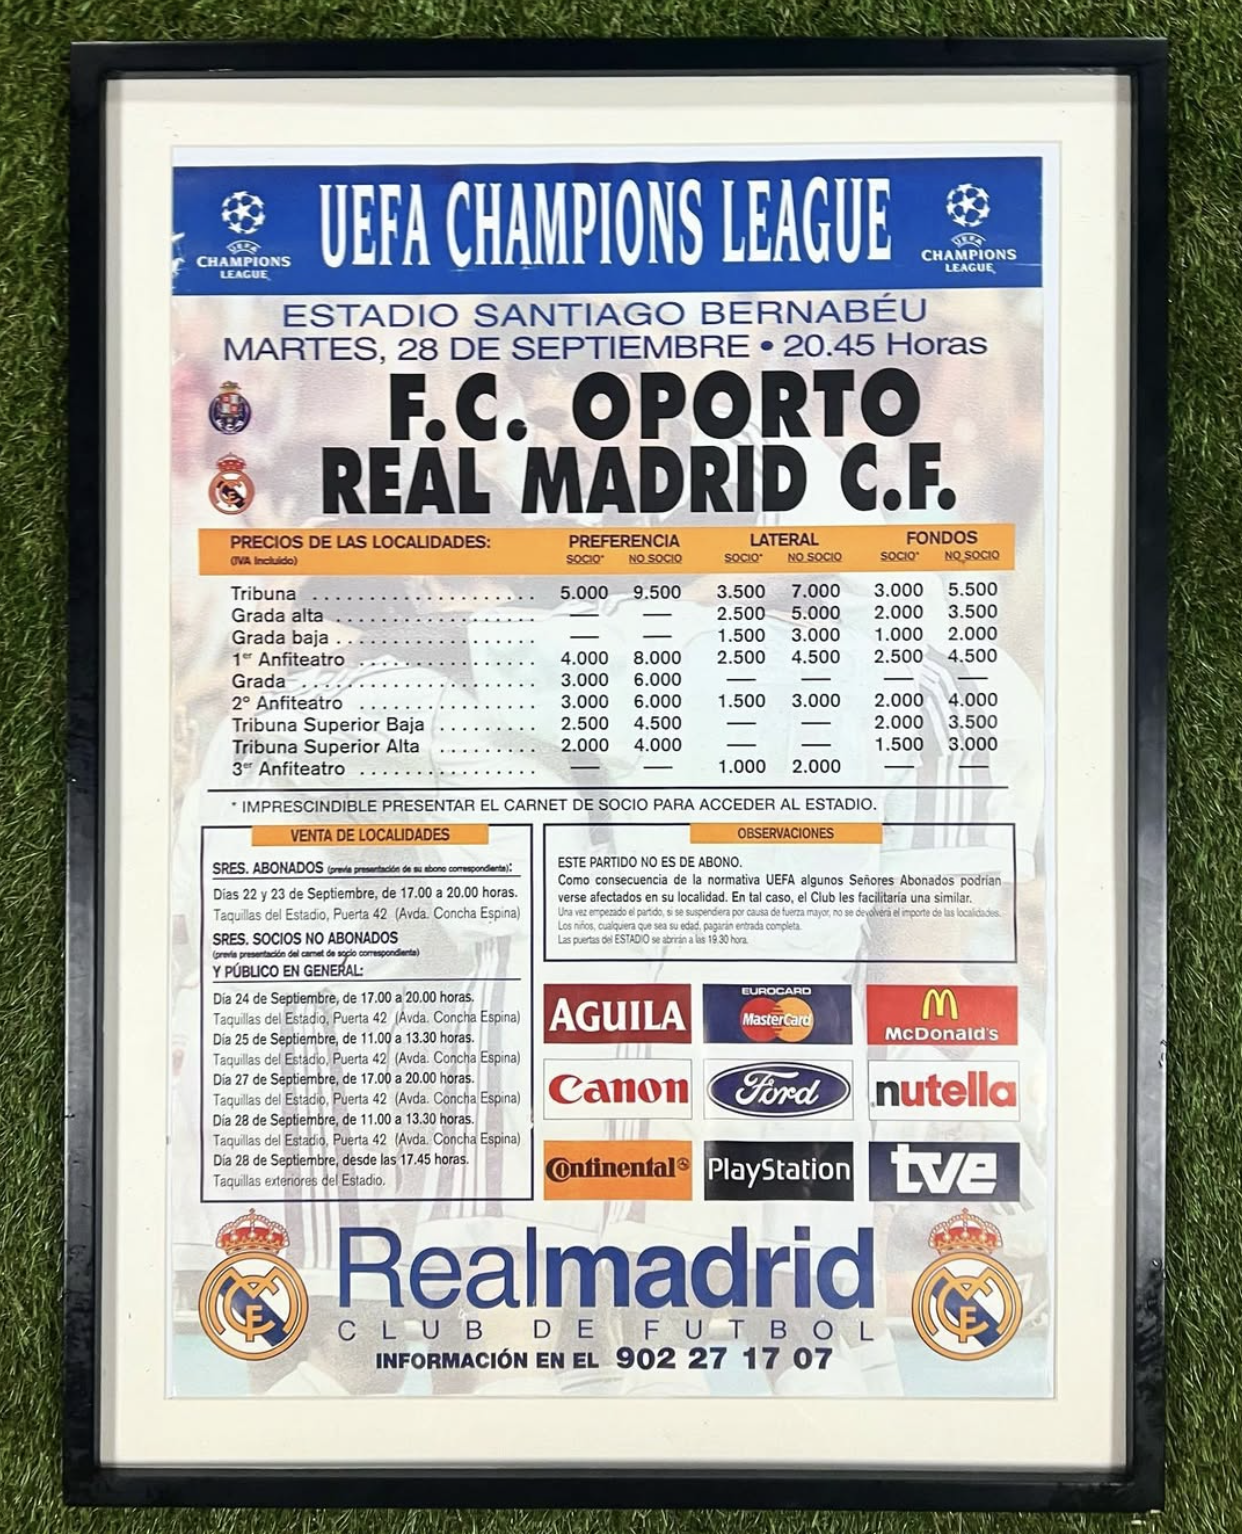 UEFA CHAMPIONS LEAGUE
UEFA
CHAMPIONS
LEAGUE
UEFA
CHAMPIONS
LEAGUE
ESTADIO SANTIAGO BERNABÉU
MARTES, 28 DE SEPTIEMBRE • 20.45 Horas
F.C. OPORTO
REAL MADRID C.F.
PRECIOS DE LAS LOCALIDADES: PREFERENCIA LATERAL FONDOS
(IVA Incluido) SOCIO* NO SOCIO SOCIO* NO SOCIO SOCIO* NO SOCIO
Tribuna . . . . . . . . . . . . . . . . . . . . . 5.000 9.500 3.500 7.000 3.000 5.500
Grada alta . . . . . . . . . . . . . . . . . . . — — 2.500 5.000 2.000 3.500
Grada baja . . . . . . . . . . . . . . . . . . . — — 1.500 3.000 1.000 2.000
1er Anfiteatro . . . . . . . . . . . . . . . . . 4.000 8.000 2.500 4.500 2.500 4.500
Grada . . . . . . . . . . . . . . . . . . . . . . 3.000 6.000 — — — —
2º Anfiteatro . . . . . . . . . . . . . . . . . 3.000 6.000 1.500 3.000 2.000 4.000
Tribuna Superior Baja . . . . . . . . . 2.500 4.500 — — 2.000 3.500
Tribuna Superior Alta . . . . . . . . . 2.000 4.000 — — 1.500 3.000
3er Anfiteatro . . . . . . . . . . . . . . . . . — — 1.000 2.000 — —
* IMPRESCINDIBLE PRESENTAR EL CARNET DE SOCIO PARA ACCEDER AL ESTADIO.
VENTA DE LOCALIDADES
SRES. ABONADOS (previa presentación de su abono correspondiente):
Días 22 y 23 de Septiembre, de 17.00 a 20.00 horas.
Taquillas del Estadio, Puerta 42 (Avda. Concha Espina)
SRES. SOCIOS NO ABONADOS
(previa presentación del carnet de socio correspondiente)
Y PÚBLICO EN GENERAL:
Día 24 de Septiembre, de 17.00 a 20.00 horas.
Taquillas del Estadio, Puerta 42 (Avda. Concha Espina)
Día 25 de Septiembre, de 11.00 a 13.30 horas.
Taquillas del Estadio, Puerta 42 (Avda. Concha Espina)
Día 27 de Septiembre, de 17.00 a 20.00 horas.
Taquillas del Estadio, Puerta 42 (Avda. Concha Espina)
Día 28 de Septiembre, de 11.00 a 13.30 horas.
Taquillas del Estadio, Puerta 42 (Avda. Concha Espina)
Día 28 de Septiembre, desde las 17.45 horas.
Taquillas exteriores del Estadio.
OBSERVACIONES
ESTE PARTIDO NO ES DE ABONO.
Como consecuencia de la normativa UEFA algunos Señores Abonados podrían
verse afectados en su localidad. En tal caso, el Club les facilitaría una similar.
Una vez empezado el partido, si se suspendiera por causa de fuerza mayor, no se devolverá el importe de las localidades.
Los niños, cualquiera que sea su edad, pagarán entrada completa.
Las puertas del ESTADIO se abrirán a las 19.30 hora.
AGUILA
EUROCARD
MasterCard
McDonald's
Canon
Ford
nutella
Continental
PlayStation
tve
Realmadrid
CLUB DE FUTBOL
INFORMACIÓN EN EL 902 27 17 07